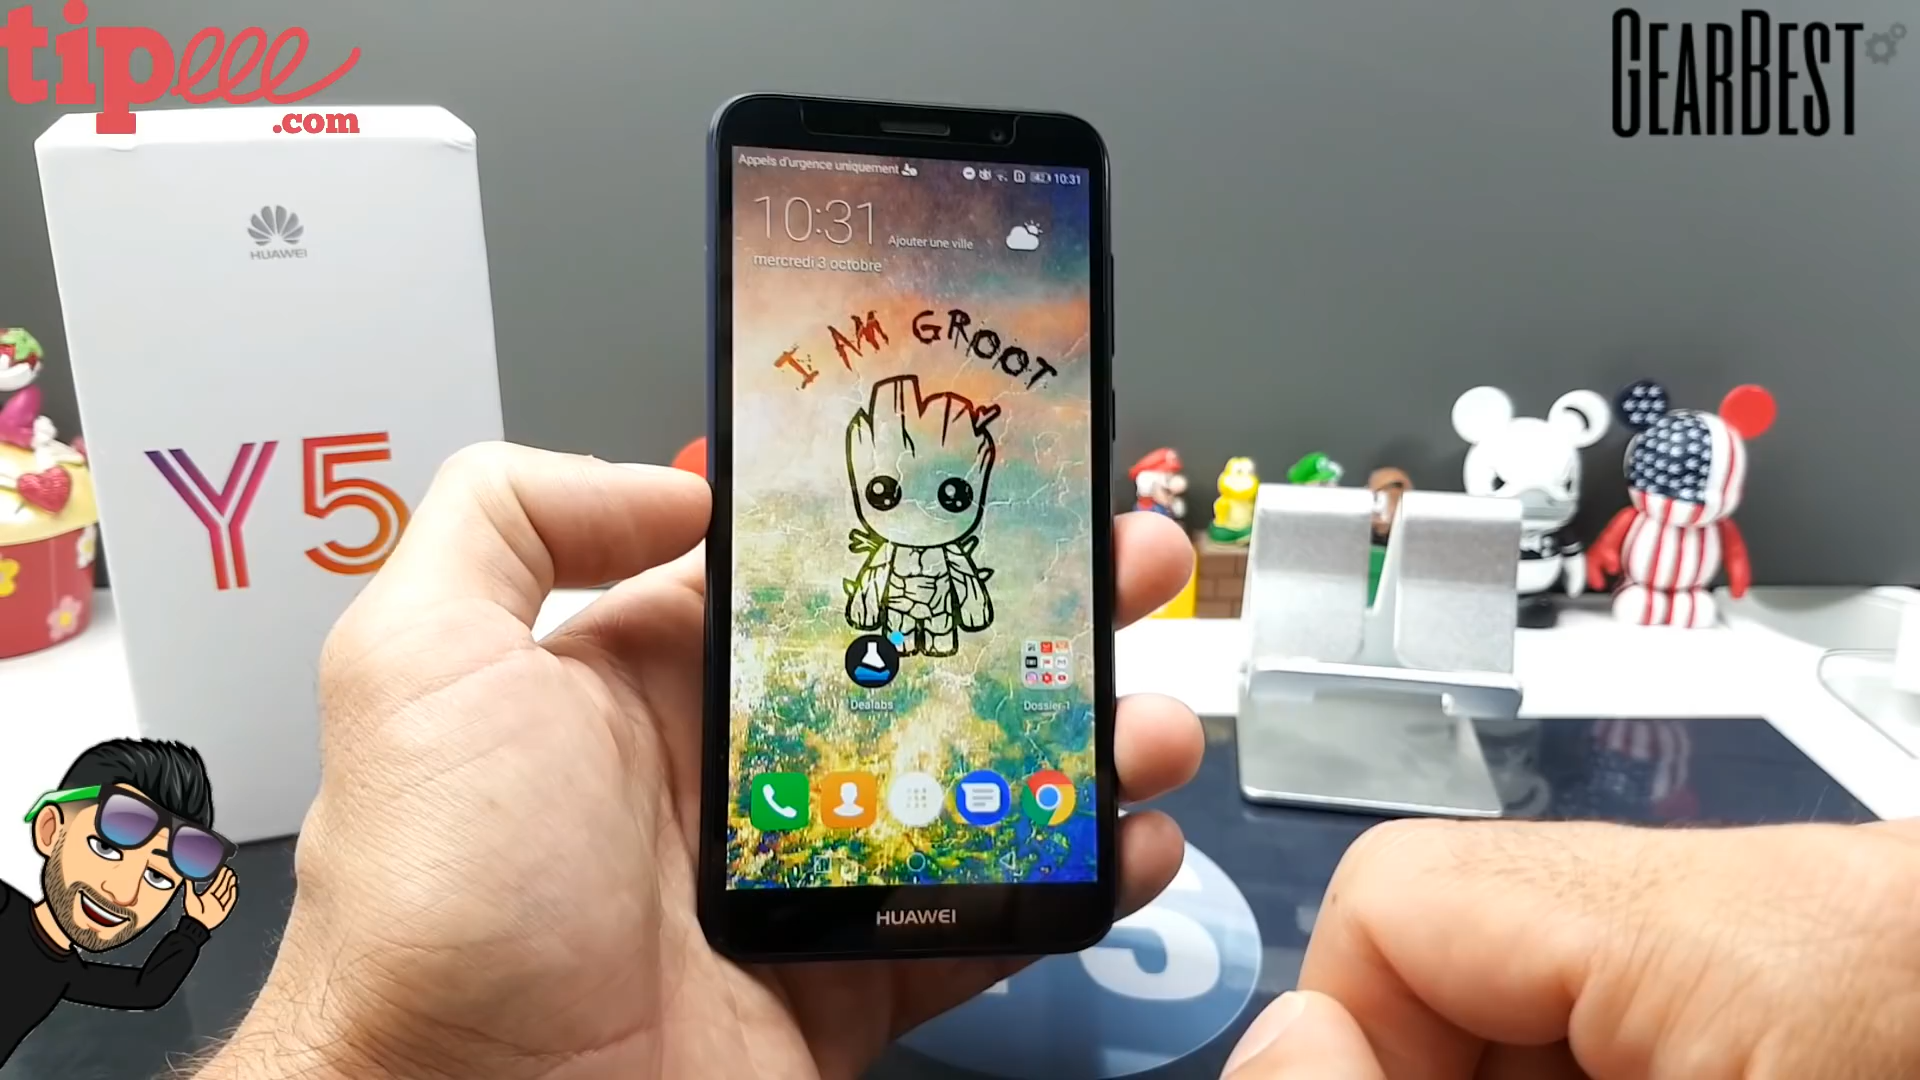 tipeee
.com
GEARBEST
HUAWEI
Y5
Appels d'urgence uniquement
10:31
10:31
Ajouter une ville
mercredi 3 octobre
I AM GROOT
Dealabs
Dossier 1
HUAWEI